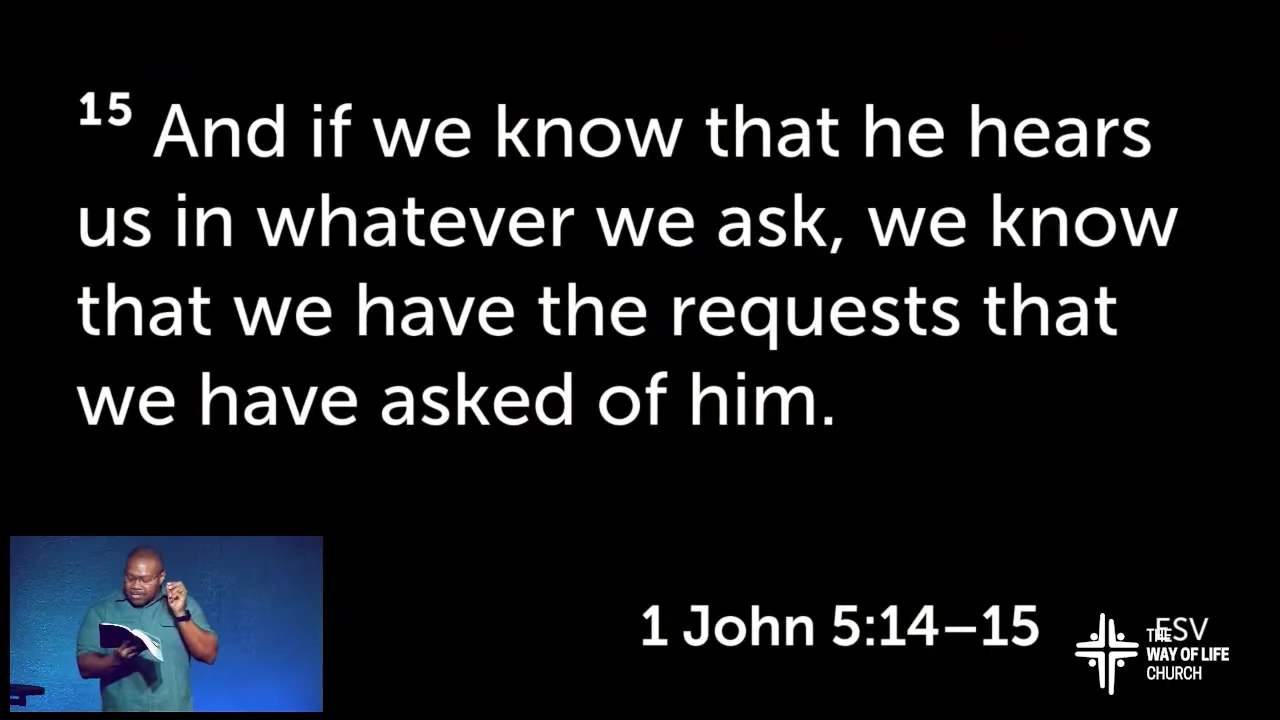 15 And if we know that he hears
us in whatever we ask, we know
that we have the requests that
we have asked of him.
1 John 5:14–15
ESV
THE
WAY OF LIFE
CHURCH